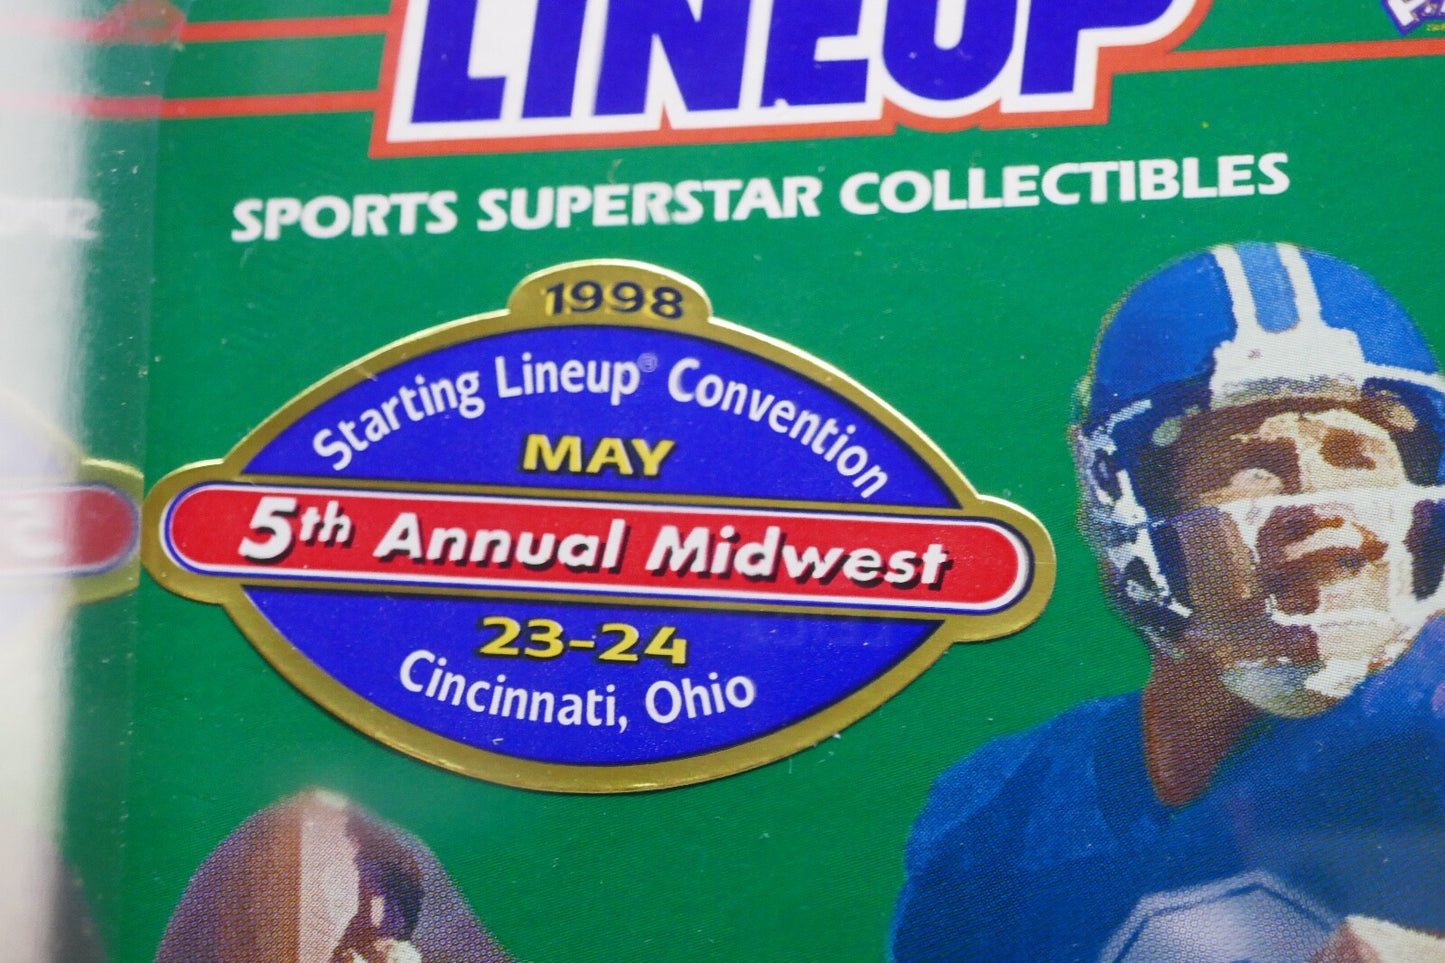 LINEUP
SPORTS SUPERSTAR COLLECTIBLES
1998
Starting Lineup® Convention
MAY
5th Annual Midwest
23-24
Cincinnati, Ohio